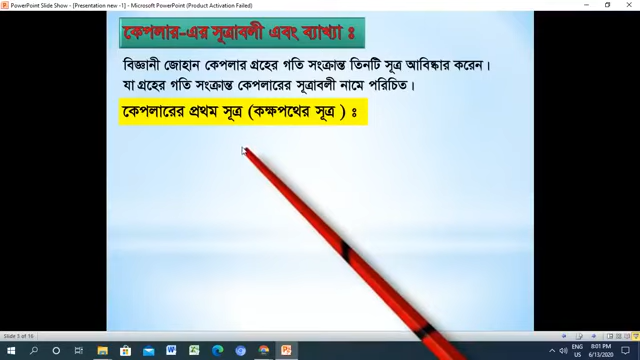 PowerPoint Slide Show - [Presentation new -1] - Microsoft PowerPoint (Product Activation Failed)
কেপলার-এর সূত্রাবলী এবং ব্যাখ্যা ঃ
বিজ্ঞানী জোহান কেপলার গ্রহের গতি সংক্রান্ত তিনটি সূত্র আবিষ্কার করেন।
যা গ্রহের গতি সংক্রান্ত কেপলারের সূত্রাবলী নামে পরিচিত।
কেপলারের প্রথম সূত্র (কক্ষপথের সূত্র ) ঃ
Slide 5 of 16
ENG
US
8:01 PM
6/13/2020